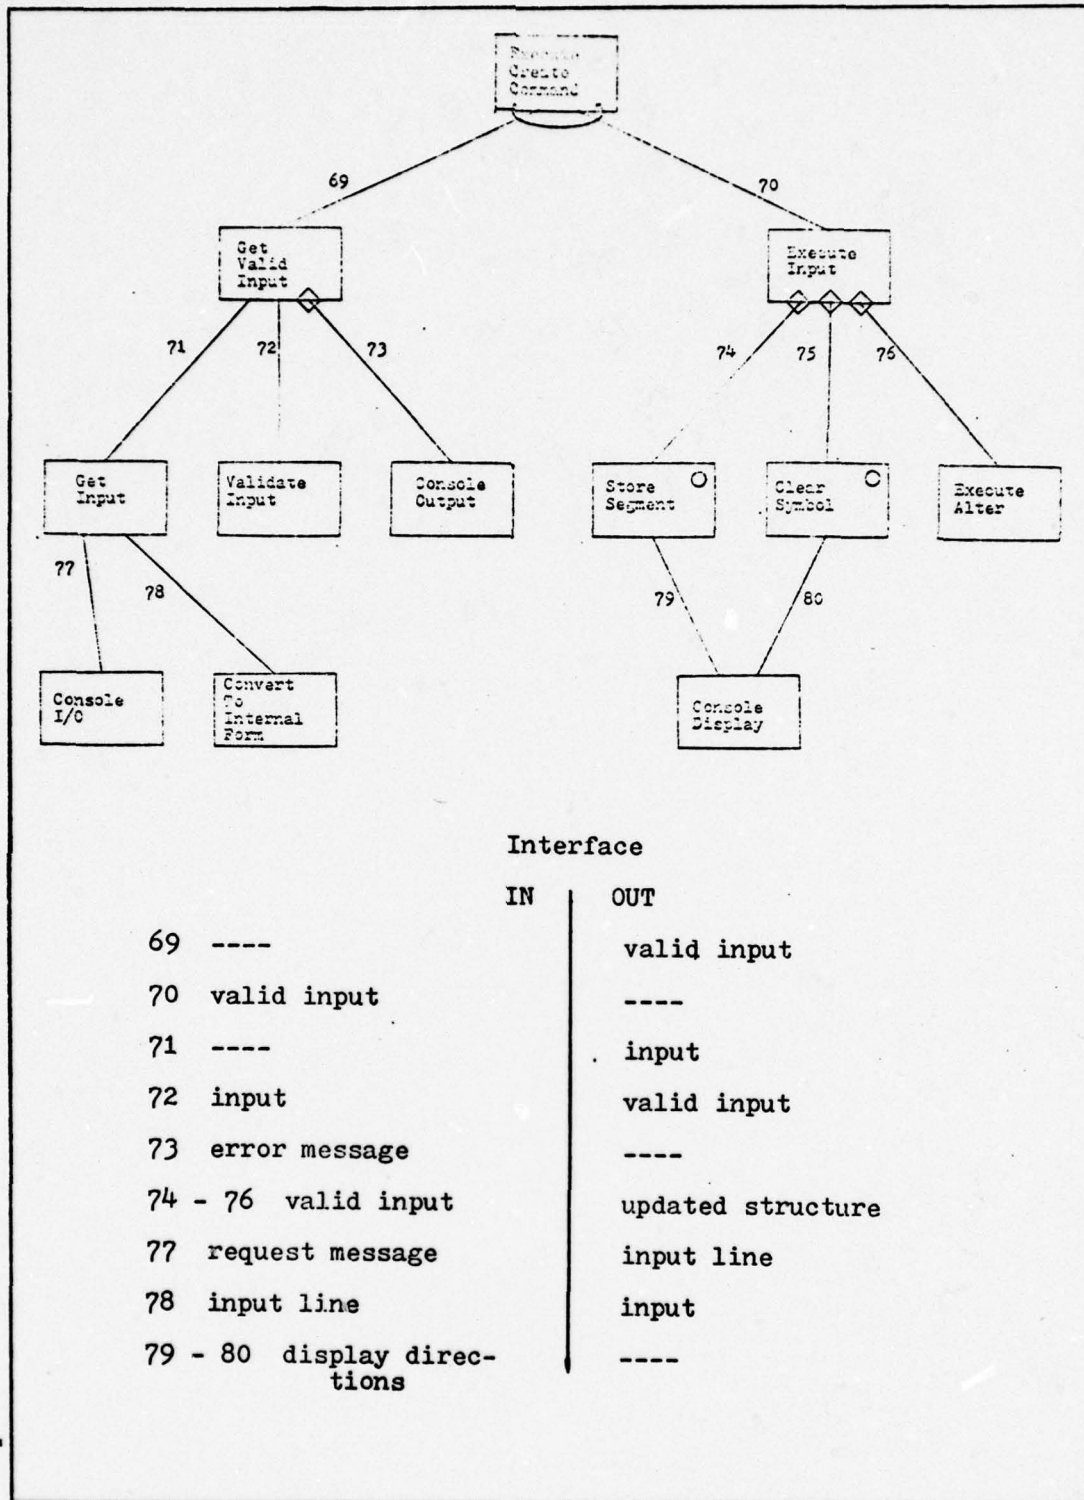 Execute
Create
Command
69
70
Get
Valid
Input
Execute
Input
71
72
73
74
75
76
Get
Input
Validate
Input
Console
Output
Store
Segment
Clear
Symbol
Execute
Alter
77
78
79
80
Console
I/O
Convert
To
Internal
Form
Console
Display
Interface
IN OUT
69 ---- valid input
70 valid input ----
71 ---- input
72 input valid input
73 error message ----
74 - 76 valid input updated structure
77 request message input line
78 input line input
79 - 80 display direc- ----
tions